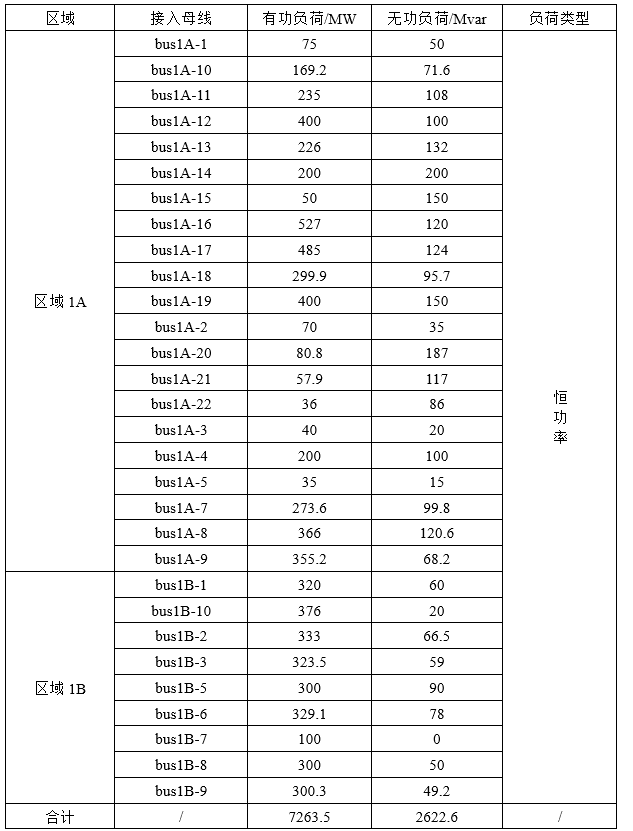 区域 接入母线 有功负荷/MW 无功负荷/Mvar 负荷类型
bus1A-1 75 50
bus1A-10 169.2 71.6
bus1A-11 235 108
bus1A-12 400 100
bus1A-13 226 132
bus1A-14 200 200
bus1A-15 50 150
bus1A-16 527 120
bus1A-17 485 124
bus1A-18 299.9 95.7
区域 1A bus1A-19 400 150
bus1A-2 70 35
bus1A-20 80.8 187
bus1A-21 57.9 117
bus1A-22 36 86
bus1A-3 40 20
bus1A-4 200 100
bus1A-5 35 15
bus1A-7 273.6 99.8
bus1A-8 366 120.6
bus1A-9 355.2 68.2
bus1B-1 320 60
bus1B-10 376 20
bus1B-2 333 66.5
bus1B-3 323.5 59
区域 1B bus1B-5 300 90
bus1B-6 329.1 78
bus1B-7 100 0
bus1B-8 300 50
bus1B-9 300.3 49.2
恒
功
率
合计 / 7263.5 2622.6 /